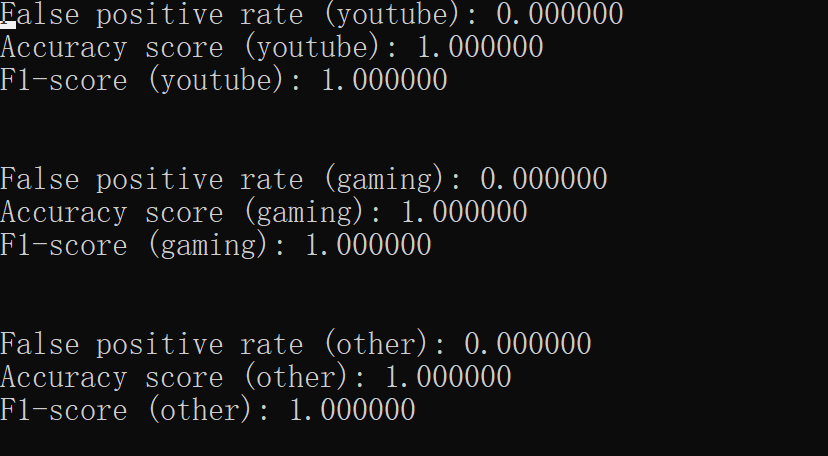 False positive rate (youtube): 0.000000
Accuracy score (youtube): 1.000000
F1-score (youtube): 1.000000
False positive rate (gaming): 0.000000
Accuracy score (gaming): 1.000000
F1-score (gaming): 1.000000
False positive rate (other): 0.000000
Accuracy score (other): 1.000000
F1-score (other): 1.000000